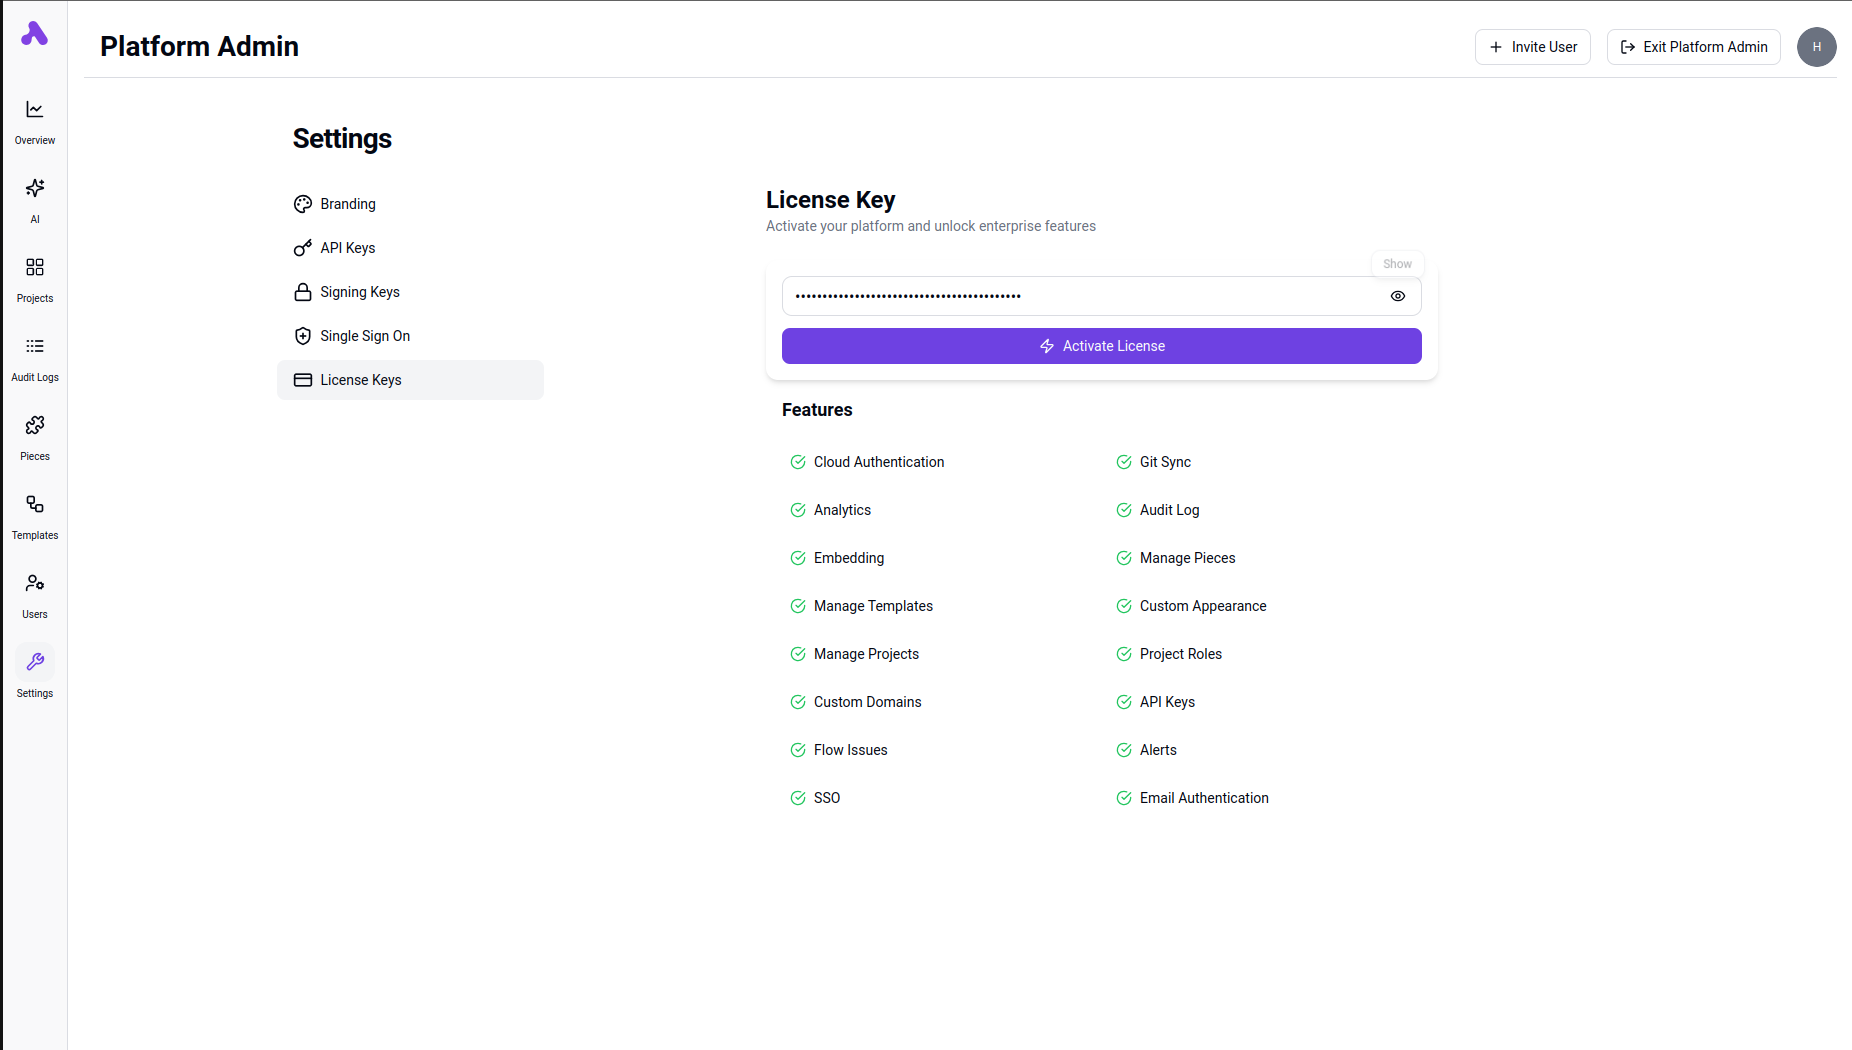 Platform Admin
Invite User
Exit Platform Admin
H
Overview
AI
Projects
Audit Logs
Pieces
Templates
Users
Settings
Settings
Branding
API Keys
Signing Keys
Single Sign On
License Keys
License Key
Activate your platform and unlock enterprise features
Show
Activate License
Features
Cloud Authentication
Git Sync
Analytics
Audit Log
Embedding
Manage Pieces
Manage Templates
Custom Appearance
Manage Projects
Project Roles
Custom Domains
API Keys
Flow Issues
Alerts
SSO
Email Authentication